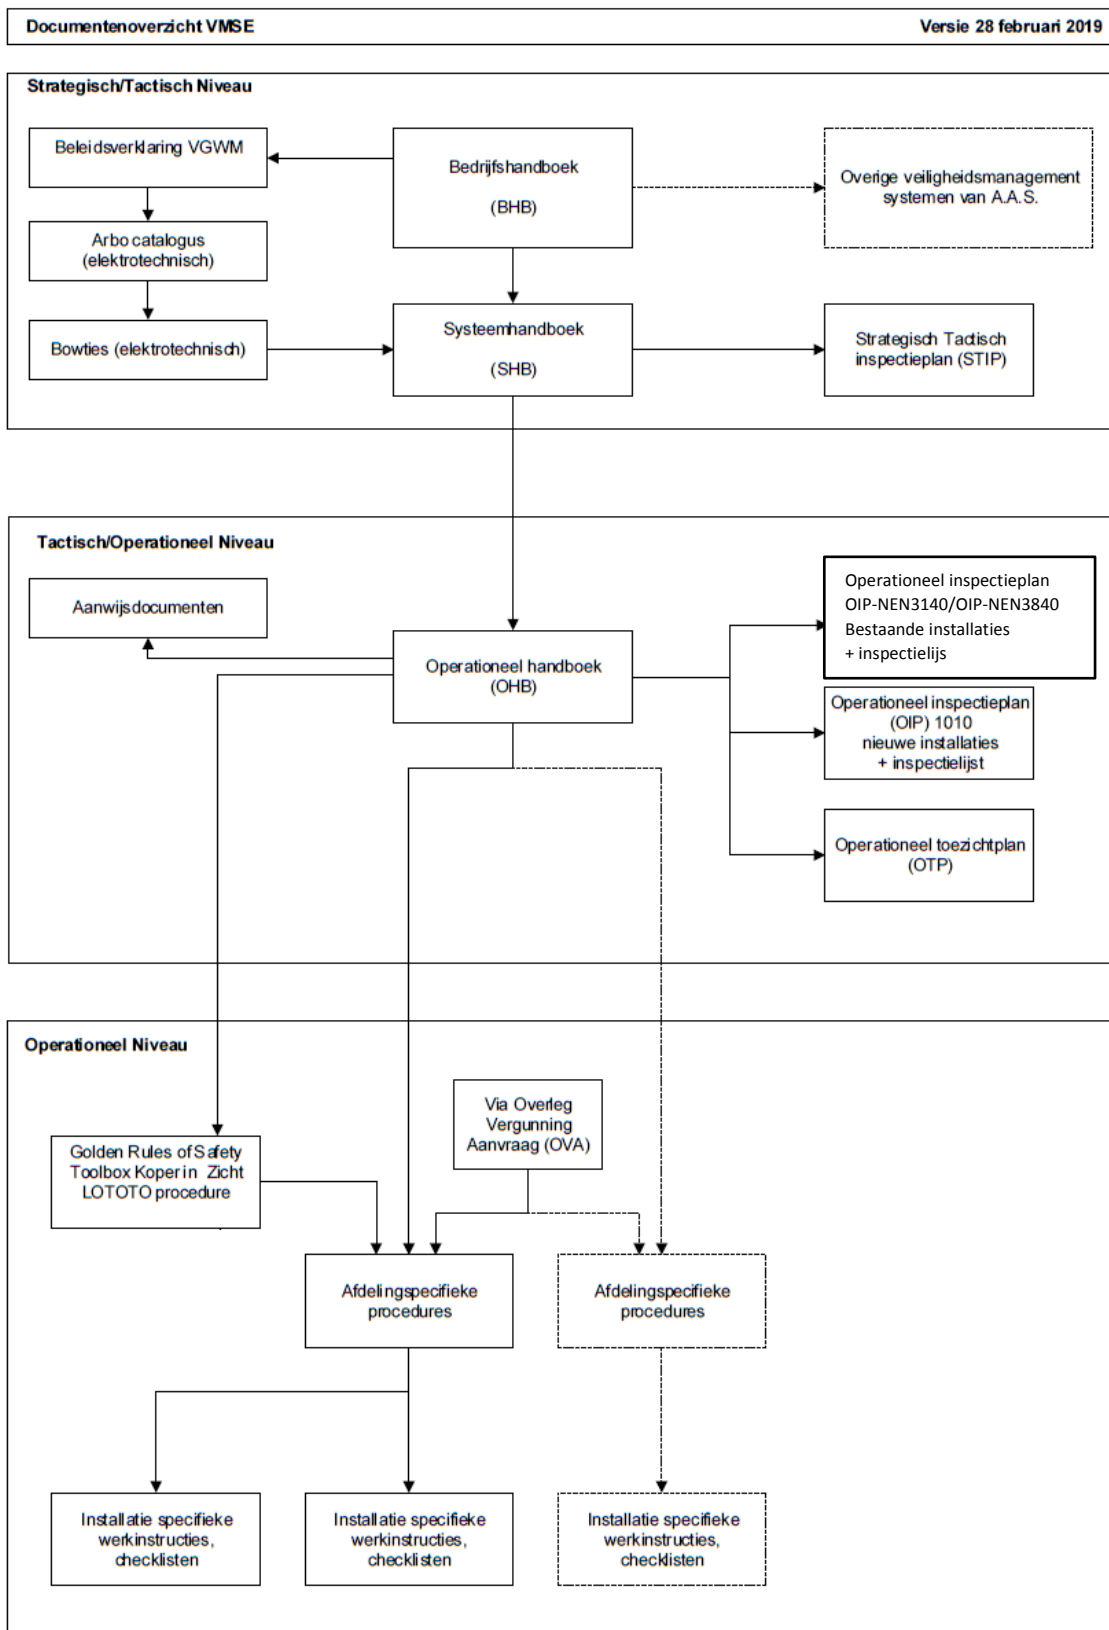 Documentenoverzicht VMSE
Versie 28 februari 2019
Strategisch/Tactisch Niveau
Beleidsverklaring VGWM
Bedrijfshandboek
(BHB)
Overige veiligheidsmanagement
systemen van A.A.S.
Arbo catalogus
(elektrotechnisch)
Bowties (elektrotechnisch)
Systeemhandboek
(SHB)
Strategisch Tactisch
inspectieplan (STIP)
Tactisch/Operationeel Niveau
Aanwijsdocumenten
Operationeel handboek
(OHB)
Operationeel inspectieplan
OIP-NEN3140/OIP-NEN3840
Bestaande installaties
+ inspectielijs
Operationeel inspectieplan
(OIP) 1010
nieuwe installaties
+ inspectielijst
Operationeel toezichtplan
(OTP)
Operationeel Niveau
Via Overleg
Vergunning
Aanvraag (OVA)
Golden Rules of Safety
Toolbox Koper in Zicht
LOTOTO procedure
Afdelingspecifieke
procedures
Afdelingspecifieke
procedures
Installatie specifieke
werkinstructies,
checklisten
Installatie specifieke
werkinstructies,
checklisten
Installatie specifieke
werkinstructies,
checklisten